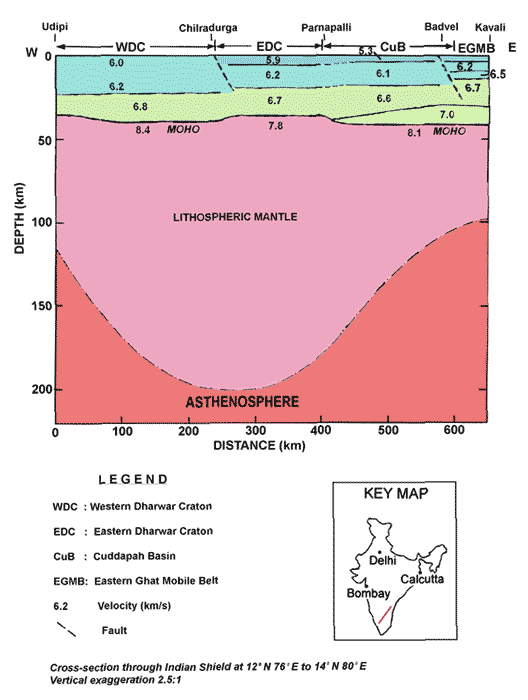 Udipi Chilradurga Parnapalli Badvel Kavali
W WDC EDC CuB EGMB E
5.3
0 6.0 5.9 6.2 0
6.2 6.1 6.5
6.2 6.7
6.8 6.7 6.6
7.0
8.4 MOHO 7.8 8.1 MOHO
50 50
LITHOSPHERIC MANTLE
100 100
DEPTH (km)
150 150
200 200
ASTHENOSPHERE
0 100 200 300 400 500 600
DISTANCE (km)
LEGEND
WDC : Western Dharwar Craton
EDC : Eastern Dharwar Craton
CuB : Cuddapah Basin
EGMB: Eastern Ghat Mobile Belt
6.2 Velocity (km/s)
Fault
KEY MAP
Delhi
Calcutta
Bombay
Cross-section through Indian Shield at 12° N 76° E to 14° N 80° E
Vertical exaggeration 2.5:1